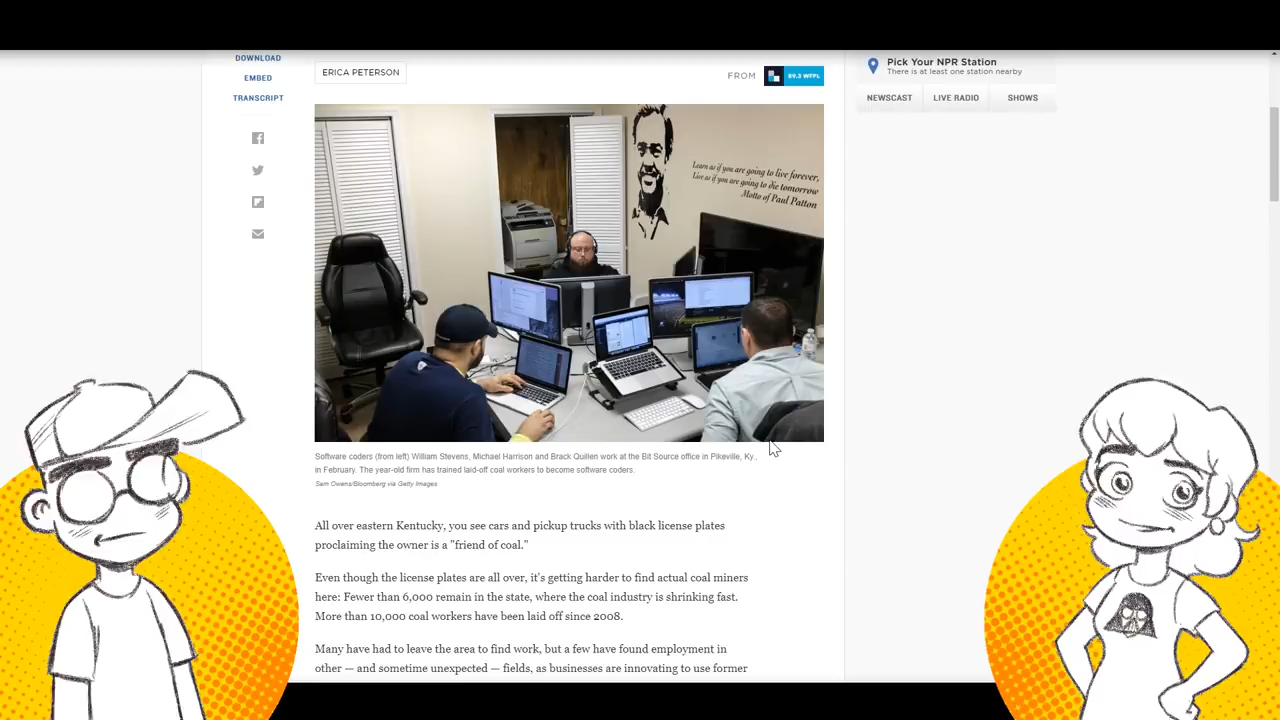 DOWNLOAD
EMBED
TRANSCRIPT
ERICA PETERSON
FROM
89.3 WFPL
Pick Your NPR Station
There is at least one station nearby
NEWSCAST
LIVE RADIO
SHOWS
Learn as if you are going to live forever,
Live as if you are going to die tomorrow
Motto of Paul Patton
Software coders (from left) William Stevens, Michael Harrison and Brack Quillen work at the Bit Source office in Pikeville, Ky.,
in February. The year-old firm has trained laid-off coal workers to become software coders.
Sam Owens/Bloomberg via Getty Images
All over eastern Kentucky, you see cars and pickup trucks with black license plates
proclaiming the owner is a "friend of coal."
Even though the license plates are all over, it's getting harder to find actual coal miners
here: Fewer than 6,000 remain in the state, where the coal industry is shrinking fast.
More than 10,000 coal workers have been laid off since 2008.
Many have had to leave the area to find work, but a few have found employment in
other — and sometime unexpected — fields, as businesses are innovating to use former